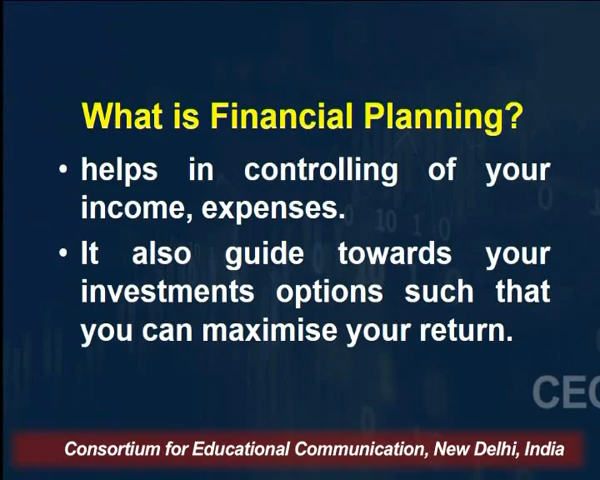 What is Financial Planning?
• helps in controlling of your
income, expenses.
• It also guide towards your
investments options such that
you can maximise your return.
CEC
Consortium for Educational Communication, New Delhi, India